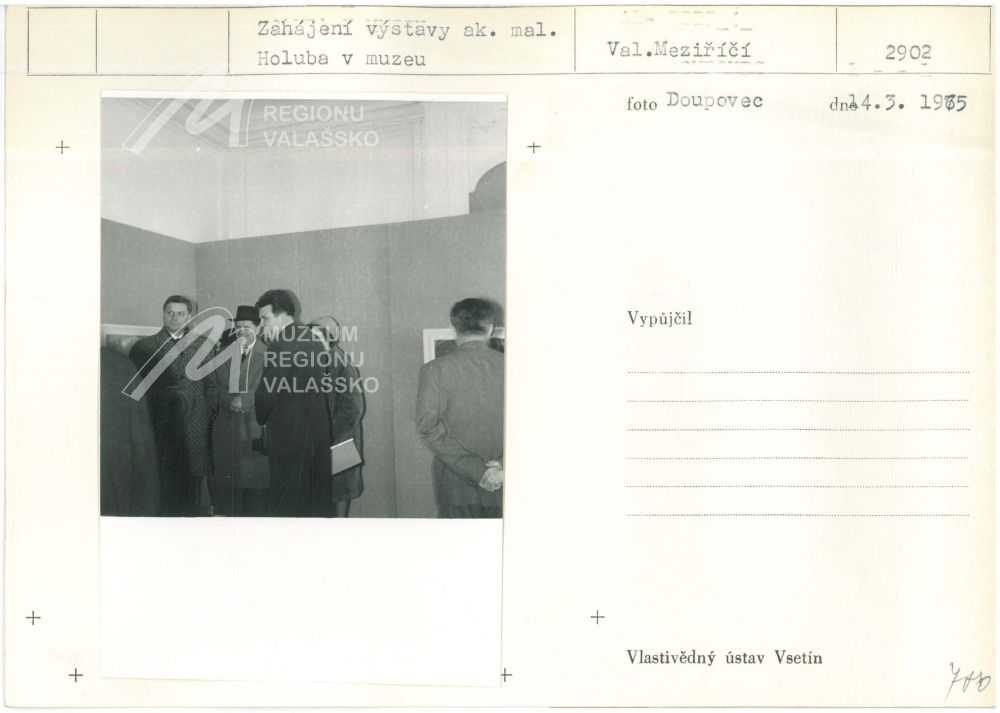 Zahájení výstavy ak. mal.
Holuba v muzeu
Val.Meziříčí
2902
foto Doupovec
dne 14. 3. 1965
REGIONU
VALAŠSKO
MUZEUM
REGIONU
VALAŠSKO
Vypůjčil
Vlastivědný ústav Vsetín